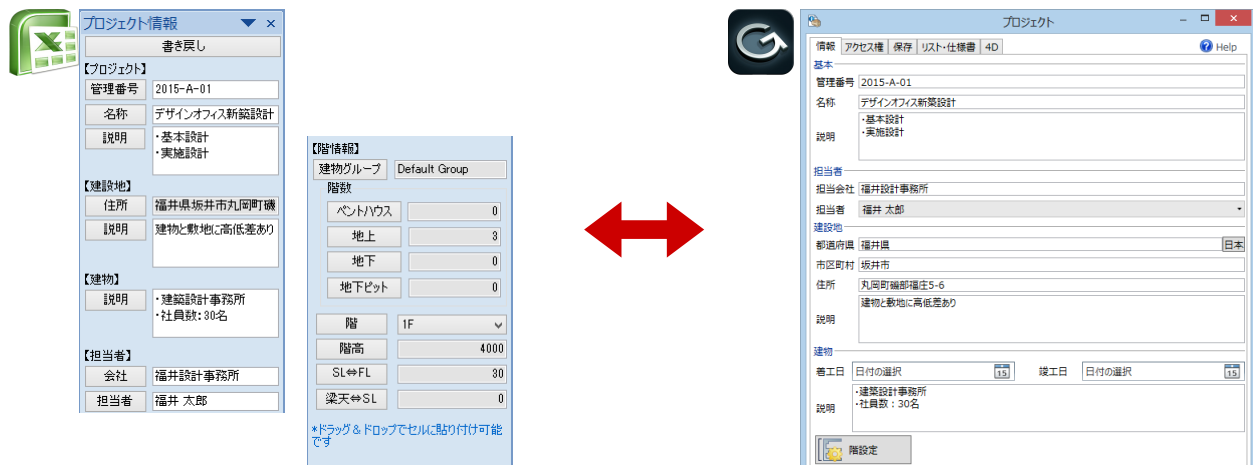 プロジェクト情報
書き戻し
【プロジェクト】
管理番号 2015-A-01
名称 デザインオフィス新築設計
説明 ・基本設計
・実施設計
【建設地】
住所 福井県坂井市丸岡町磯
説明 建物と敷地に高低差あり
【建物】
説明 ・建築設計事務所
・社員数：30名
【担当者】
会社 福井設計事務所
担当者 福井 太郎
【階情報】
建物グループ Default Group
階数
ペントハウス 0
地上 3
地下 0
地下ピット 0
階 1F
階高 4000
SL⇔FL 30
梁天⇔SL 0
*ドラッグ＆ドロップでセルに貼り付け可能
です
プロジェクト
情報 アクセス権 保存 リスト・仕様書 4D Help
基本
管理番号 2015-A-01
名称 デザインオフィス新築設計
・基本設計
・実施設計
説明
担当者
担当会社 福井設計事務所
担当者 福井 太郎
建設地
都道府県 福井県 日本
市区町村 坂井市
住所 丸岡町磯部福庄5-6
建物と敷地に高低差あり
説明
建物
着工日 日付の選択 15 竣工日 日付の選択 15
・建築設計事務所
・社員数：30名
説明
階設定